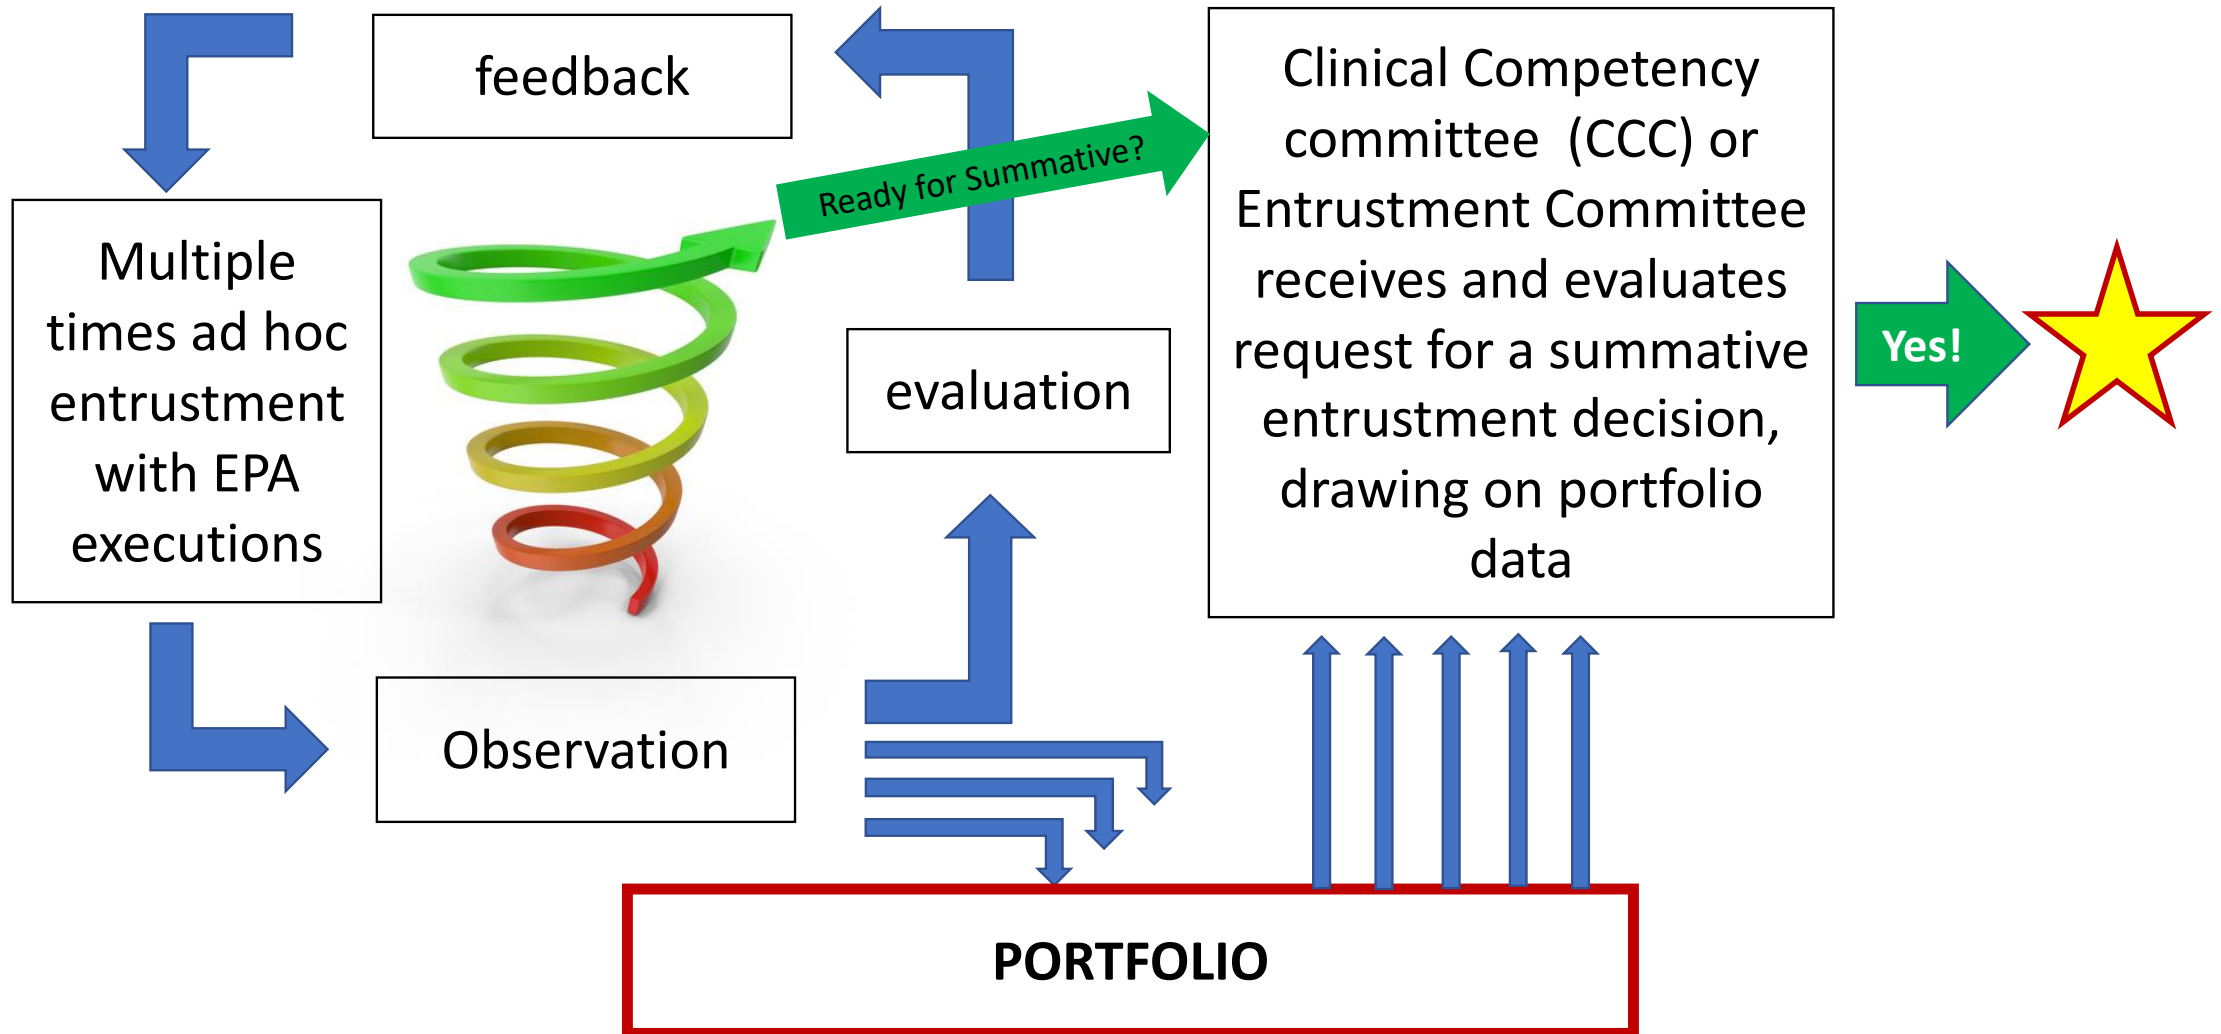 feedback
Ready for Summative?
Clinical Competency
committee (CCC) or
Entrustment Committee
receives and evaluates
request for a summative
entrustment decision,
drawing on portfolio
data
Multiple
times ad hoc
entrustment
with EPA
executions
evaluation
Yes!
Observation
PORTFOLIO